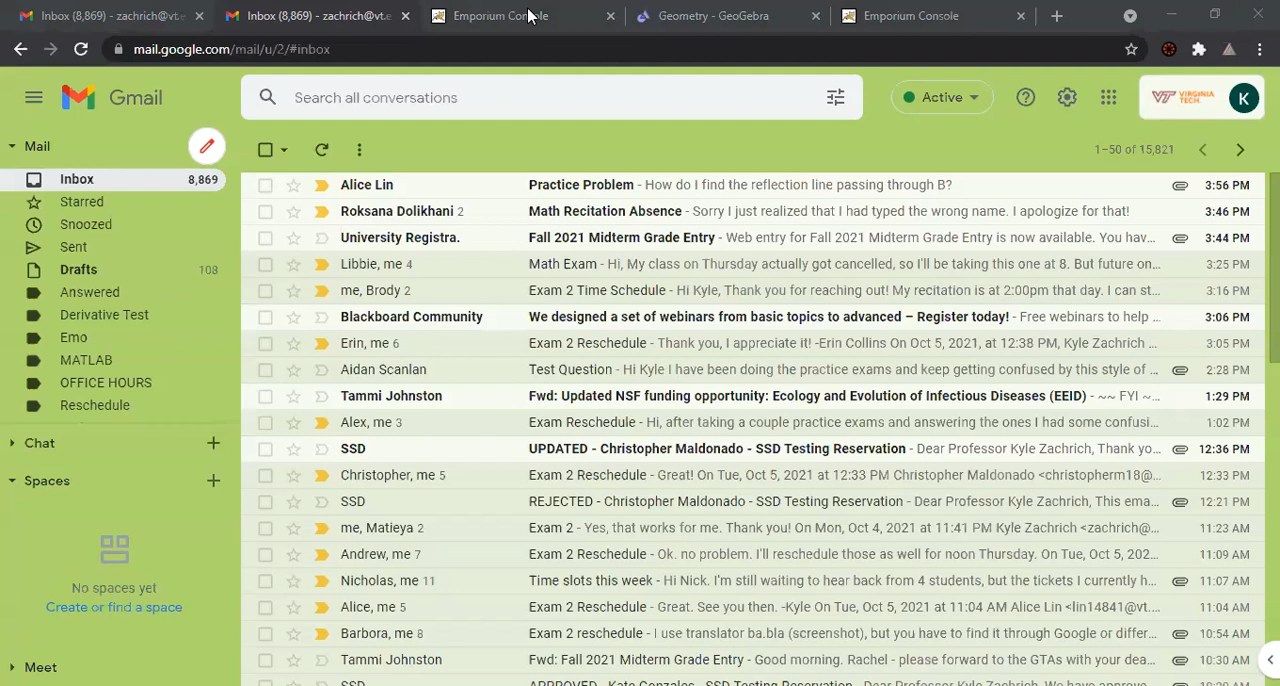 Inbox (8,869) - zachrich@vt.e
Inbox (8,869) - zachrich@vt.e
Emporium Console
Geometry - GeoGebra
Emporium Console
mail.google.com/mail/u/2/#inbox
Gmail
Search all conversations
Active
VIRGINIA TECH
K
Mail
1–50 of 15,821
Inbox 8,869
Starred
Snoozed
Sent
Drafts 108
Answered
Derivative Test
Emo
MATLAB
OFFICE HOURS
Reschedule
Chat
Spaces
No spaces yet
Create or find a space
Meet
Alice Lin Practice Problem - How do I find the reflection line passing through B? 3:56 PM
Roksana Dolikhani 2 Math Recitation Absence - Sorry I just realized that I had typed the wrong name. I apologize for that! 3:46 PM
University Registra. Fall 2021 Midterm Grade Entry - Web entry for Fall 2021 Midterm Grade Entry is now available. You hav… 3:44 PM
Libbie, me 4 Math Exam - Hi, My class on Thursday actually got cancelled, so I'll be taking this one at 8. But future on… 3:25 PM
me, Brody 2 Exam 2 Time Schedule - Hi Kyle, Thank you for reaching out! My recitation is at 2:00pm that day. I can st… 3:16 PM
Blackboard Community We designed a set of webinars from basic topics to advanced – Register today! - Free webinars to help … 3:06 PM
Erin, me 6 Exam 2 Reschedule - Thank you, I appreciate it! -Erin Collins On Oct 5, 2021, at 12:38 PM, Kyle Zachrich <zachrich@… 3:05 PM
Aidan Scanlan Test Question - Hi Kyle I have been doing the practice exams and keep getting confused by this style of … 2:28 PM
Tammi Johnston Fwd: Updated NSF funding opportunity: Ecology and Evolution of Infectious Diseases (EEID) - ~~ FYI ~… 1:29 PM
Alex, me 3 Exam Reschedule - Hi, after a couple practice exams and answering the ones I had some confusi… 1:02 PM
SSD UPDATED - Christopher Maldonado - SSD Testing Reservation - Dear Professor Kyle Zachrich, Thank yo… 12:36 PM
Christopher, me 5 Exam 2 Reschedule - Great! On Tue, Oct 5, 2021 at 12:33 PM Christopher Maldonado <christopherm18@… 12:33 PM
SSD REJECTED - Christopher Maldonado - SSD Testing Reservation - Dear Professor Kyle Zachrich, This ema… 12:21 PM
me, Matieya 2 Exam 2 - Yes, that works for me. Thank you! On Mon, Oct 4, 2021 at 11:41 PM Kyle Zachrich <zachrich@… 11:23 AM
Andrew, me 7 Exam 2 Reschedule - Ok. no problem. I'll reschedule those as well for noon Thursday. On Tue, Oct 5, 202… 11:09 AM
Nicholas, me 11 Time slots this week - Hi Nick. I'm still waiting to hear back from 4 students, but the tickets I currently h… 11:07 AM
Alice, me 5 Exam 2 Reschedule - Great. See you then. -Kyle On Tue, Oct 5, 2021 at 11:04 AM Alice Lin <lin14841@vt.… 11:04 AM
Barbora, me 8 Exam 2 reschedule - I use translator ba.bla (screenshot), but you have to find it through Google or differ… 10:54 AM
Tammi Johnston Fwd: Fall 2021 Midterm Grade Entry - Good morning. Rachel - please forward to the GTAs with your dea… 10:30 AM
SSD APPROVED - Kate Gonzales - SSD Testing Reservation - Dear Professor Kyle Zachrich, We have approve… 10:20 AM